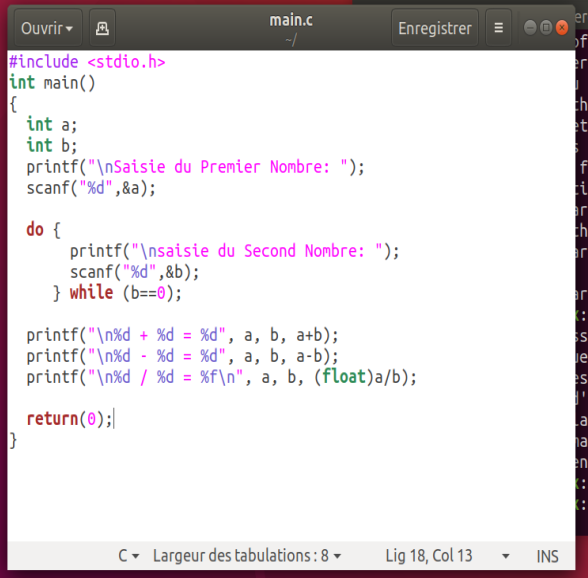 Ouvrir
main.c
~/
Enregistrer
#include <stdio.h>
int main()
{
  int a;
  int b;
  printf("\nSaisie du Premier Nombre: ");
  scanf("%d",&a);

  do {
       printf("\nsaisie du Second Nombre: ");
       scanf("%d",&b);
     } while (b==0);

  printf("\n%d + %d = %d", a, b, a+b);
  printf("\n%d - %d = %d", a, b, a-b);
  printf("\n%d / %d = %f\n", a, b, (float)a/b);

  return(0);
}
C Largeur des tabulations : 8 Lig 18, Col 13 INS